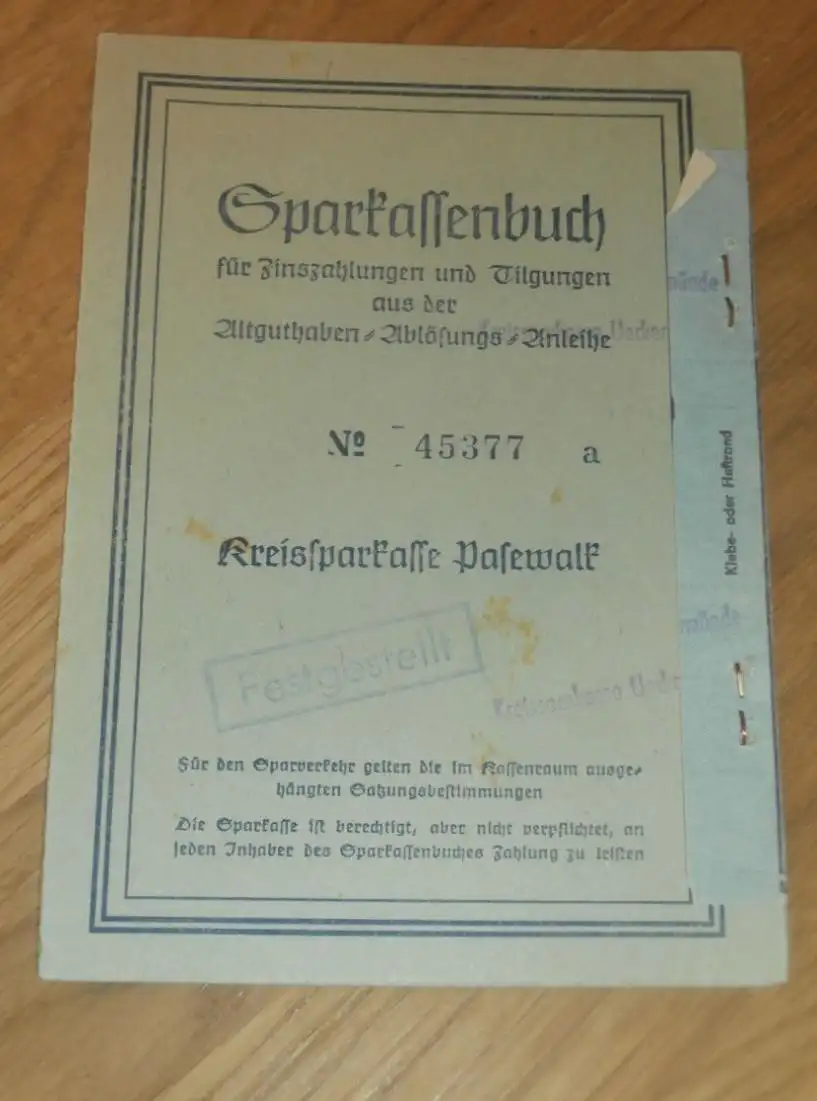 Sparkassenbuch
für Zinszahlungen und Tilgungen
aus der
Altguthaben-Ablösungs-Anleihe
münde
№ 45377 a
Klebe- oder Heftrand
Kreissparkasse Pasewalk
Festgestellt
münde
Für den Sparverkehr gelten die im Kassenraum ausge-
hängten Satzungsbestimmungen
Die Sparkasse ist berechtigt, aber nicht verpflichtet, an
jeden Inhaber des Sparkassenbuches Zahlung zu leisten